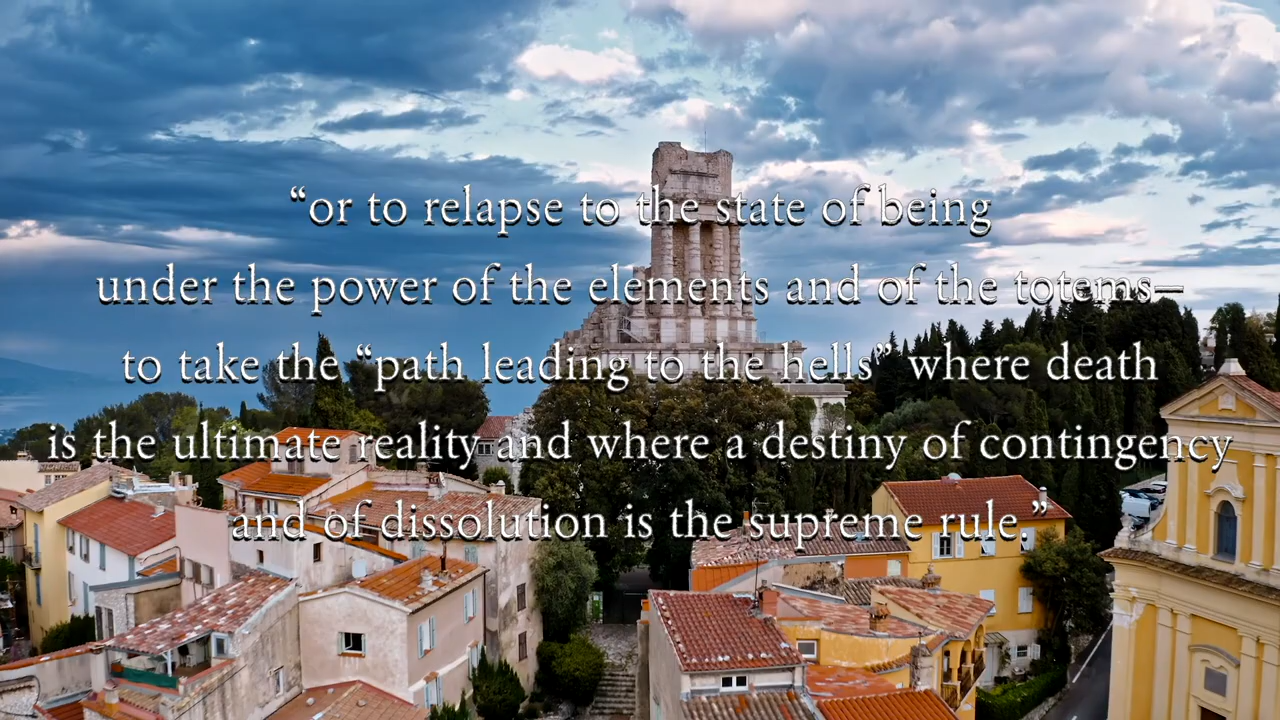 “or to relapse to the state of being
under the power of the elements and of the totems–
to take the “path leading to the hells” where death
is the ultimate reality and where a destiny of contingency
and of dissolution is the supreme rule”